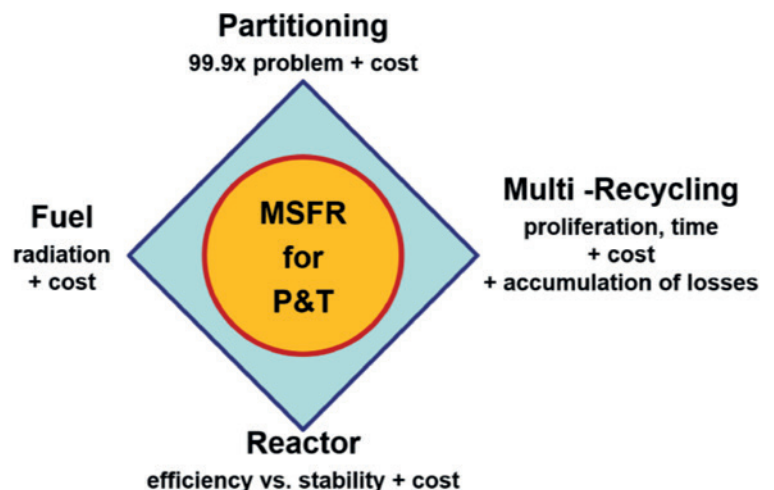 Partitioning
99.9x problem + cost
Fuel
radiation
+ cost
MSFR
for
P&T
Multi -Recycling
proliferation, time
+ cost
+ accumulation of losses
Reactor
efficiency vs. stability + cost